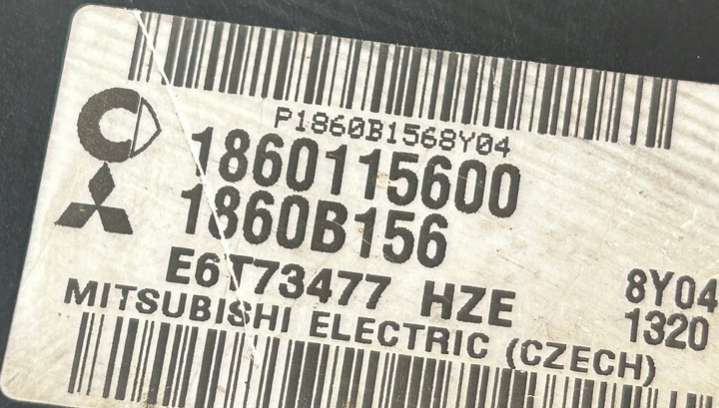 P1860B1568Y04
1860115600
1860B156
E6T73477 HZE 8Y04
MITSUBISHI ELECTRIC (CZECH) 1320